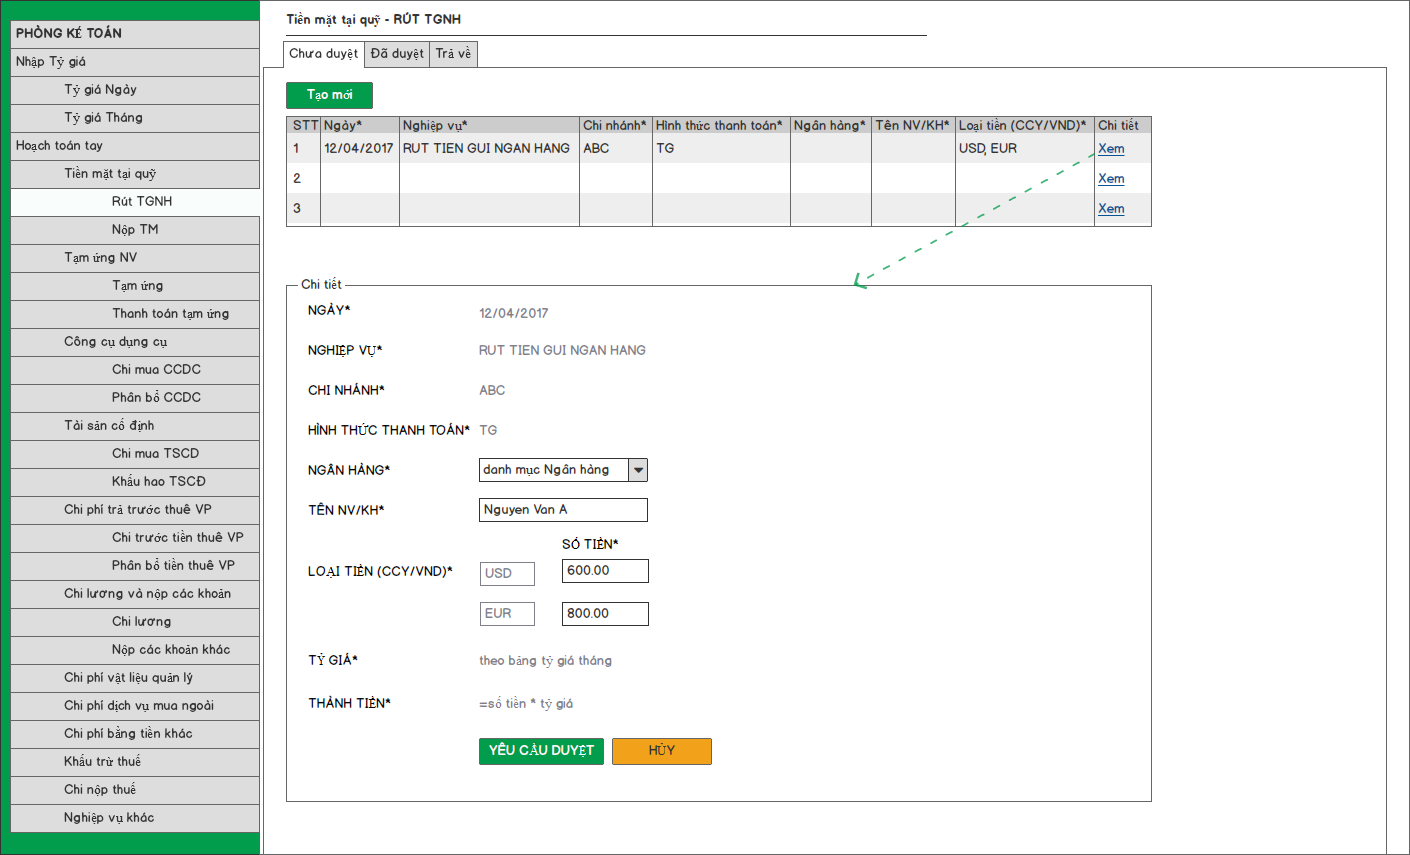 PHÒNG KẾ TOÁN
Nhập Tỷ giá
Tỷ giá Ngày
Tỷ giá Tháng
Hoạch toán tay
Tiền mặt tại quỹ
Rút TGNH
Nộp TM
Tạm ứng NV
Tạm ứng
Thanh toán tạm ứng
Công cụ dụng cụ
Chi mua CCDC
Phân bổ CCDC
Tài sản cố định
Chi mua TSCD
Khấu hao TSCĐ
Chi phí trả trước thuê VP
Chi trước tiền thuê VP
Phân bổ tiền thuê VP
Chi lương và nộp các khoản
Chi lương
Nộp các khoản khác
Chi phí vật liệu quản lý
Chi phí dịch vụ mua ngoài
Chi phí bằng tiền khác
Khấu trừ thuế
Chi nộp thuế
Nghiệp vụ khác
Tiền mặt tại quỹ - RÚT TGNH
Chưa duyệt Đã duyệt Trả về
Tạo mới
STT Ngày* Nghiệp vụ* Chi nhánh* Hình thức thanh toán* Ngân hàng* Tên NV/KH* Loại tiền (CCY/VND)* Chi tiết
1 12/04/2017 RUT TIEN GUI NGAN HANG ABC TG USD, EUR Xem
2 Xem
3 Xem
Chi tiết
NGÀY* 12/04/2017
NGHIỆP VỤ* RUT TIEN GUI NGAN HANG
CHI NHÁNH* ABC
HÌNH THỨC THANH TOÁN* TG
NGÂN HÀNG* danh mục Ngân hàng
TÊN NV/KH* Nguyen Van A
SỐ TIỀN*
LOẠI TIỀN (CCY/VND)* USD 600.00
EUR 800.00
TỶ GIÁ* theo bảng tỷ giá tháng
THÀNH TIỀN* =số tiền * tỷ giá
YÊU CẦU DUYỆT HỦY